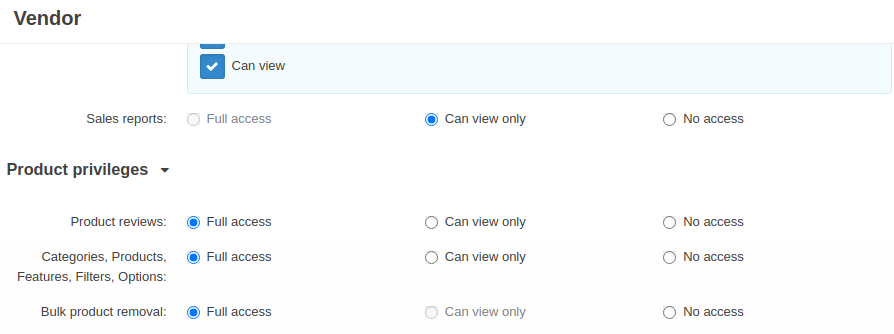 Vendor
Can view
Sales reports: Full access Can view only No access
Product privileges
Product reviews: Full access Can view only No access
Categories, Products, Full access Can view only No access
Features, Filters, Options:
Bulk product removal: Full access Can view only No access